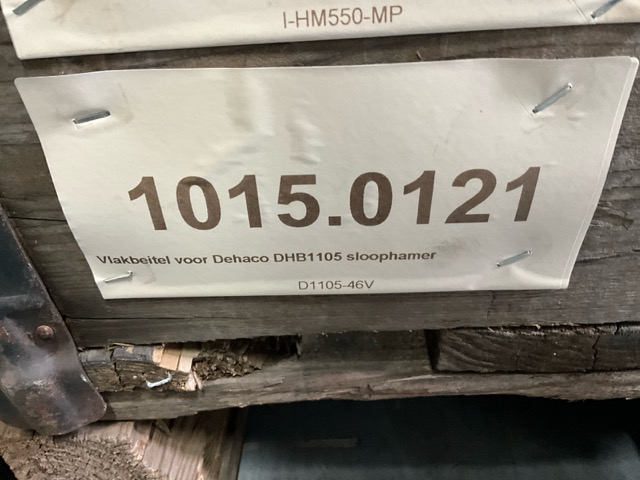 I-HM550-MP
1015.0121
Vlakbeitel voor Dehaco DHB1105 sloophamer
D1105-46V